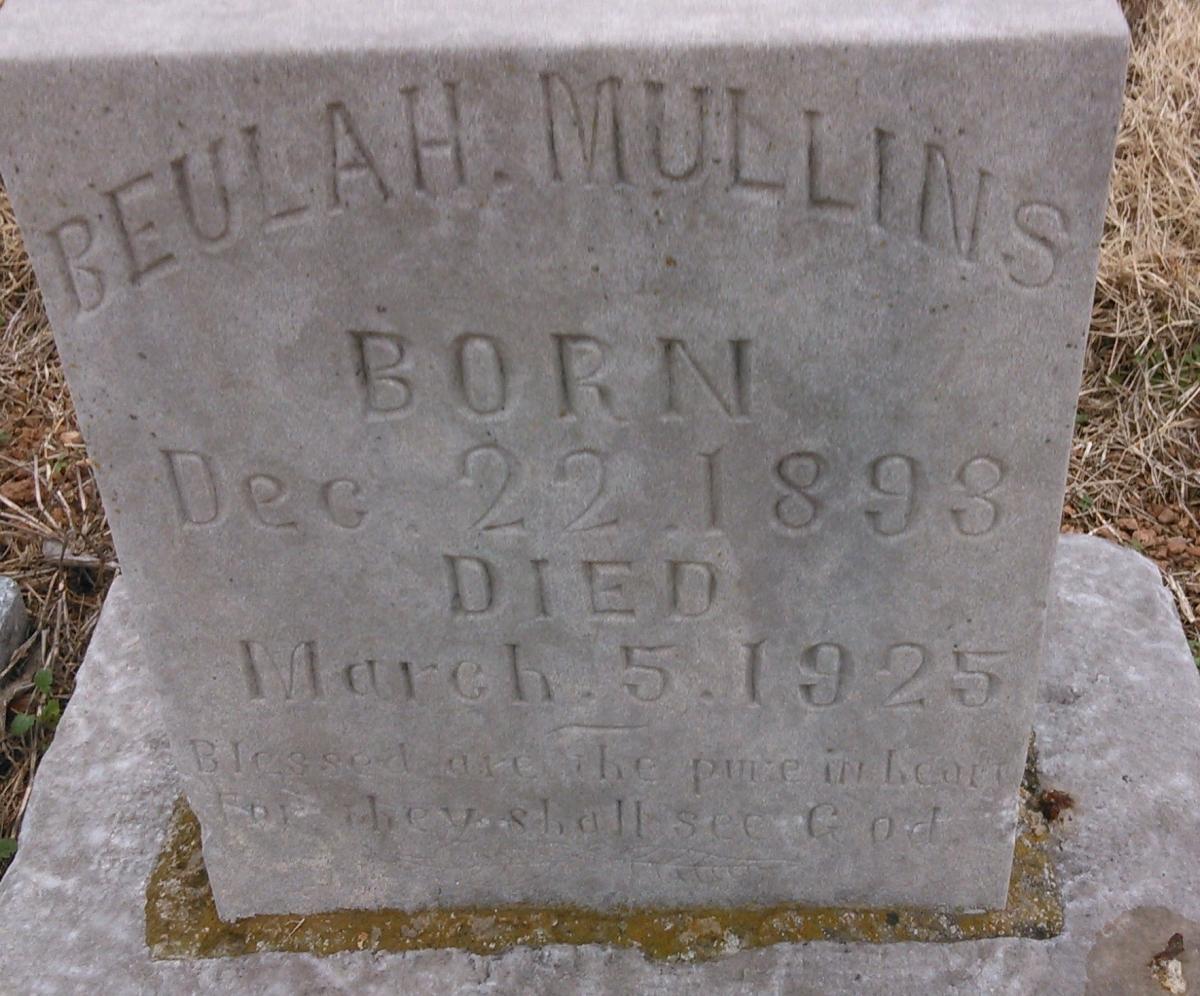 BEULAH. MULLINS
BORN
Dec. 22. 1893
DIED
March. 5. 1925
Blessed are the pure in heart
For they shall see God.